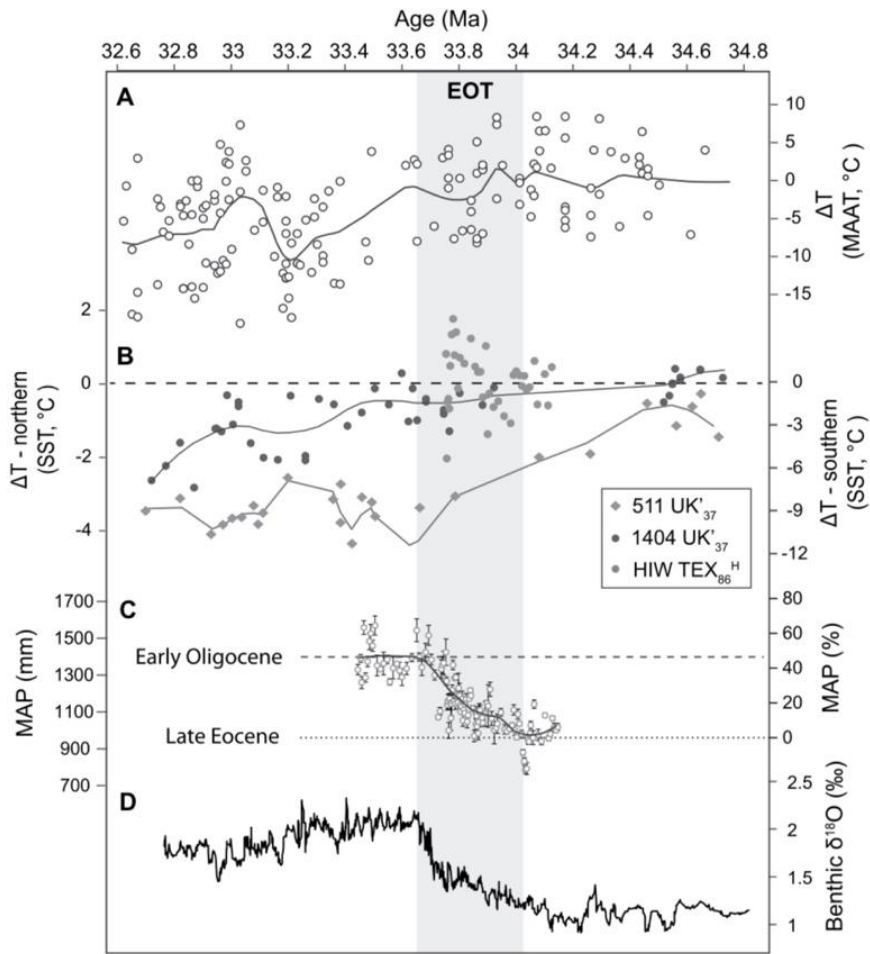 Age (Ma)
32.6 32.8 33 33.2 33.4 33.6 33.8 34 34.2 34.4 34.6 34.8
A
EOT
10
5
0
-5
-10
-15
ΔT
(MAAT, °C)
B
2
0
-2
-4
ΔT - northern
(SST, °C)
0
-3
-6
-9
-12
ΔT - southern
(SST, °C)
511 UK'37
1404 UK'37
HIW TEX86H
C
1700
1500
1300
1100
900
700
MAP (mm)
Early Oligocene
Late Eocene
80
60
40
20
0
MAP (%)
D
2.5
2
1.5
1
Benthic δ18O (‰)